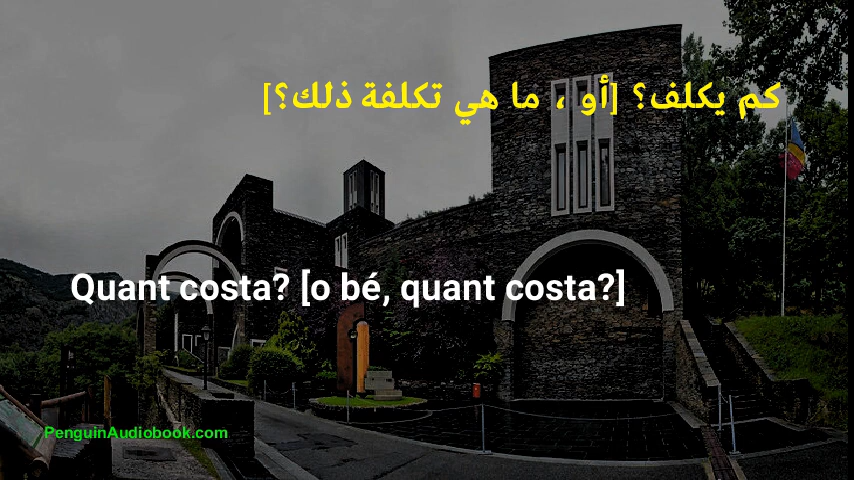 كم يكلف؟ [أو ، ما هي تكلفة ذلك؟]
Quant costa? [o bé, quant costa?]
PenguinAudiobook.com